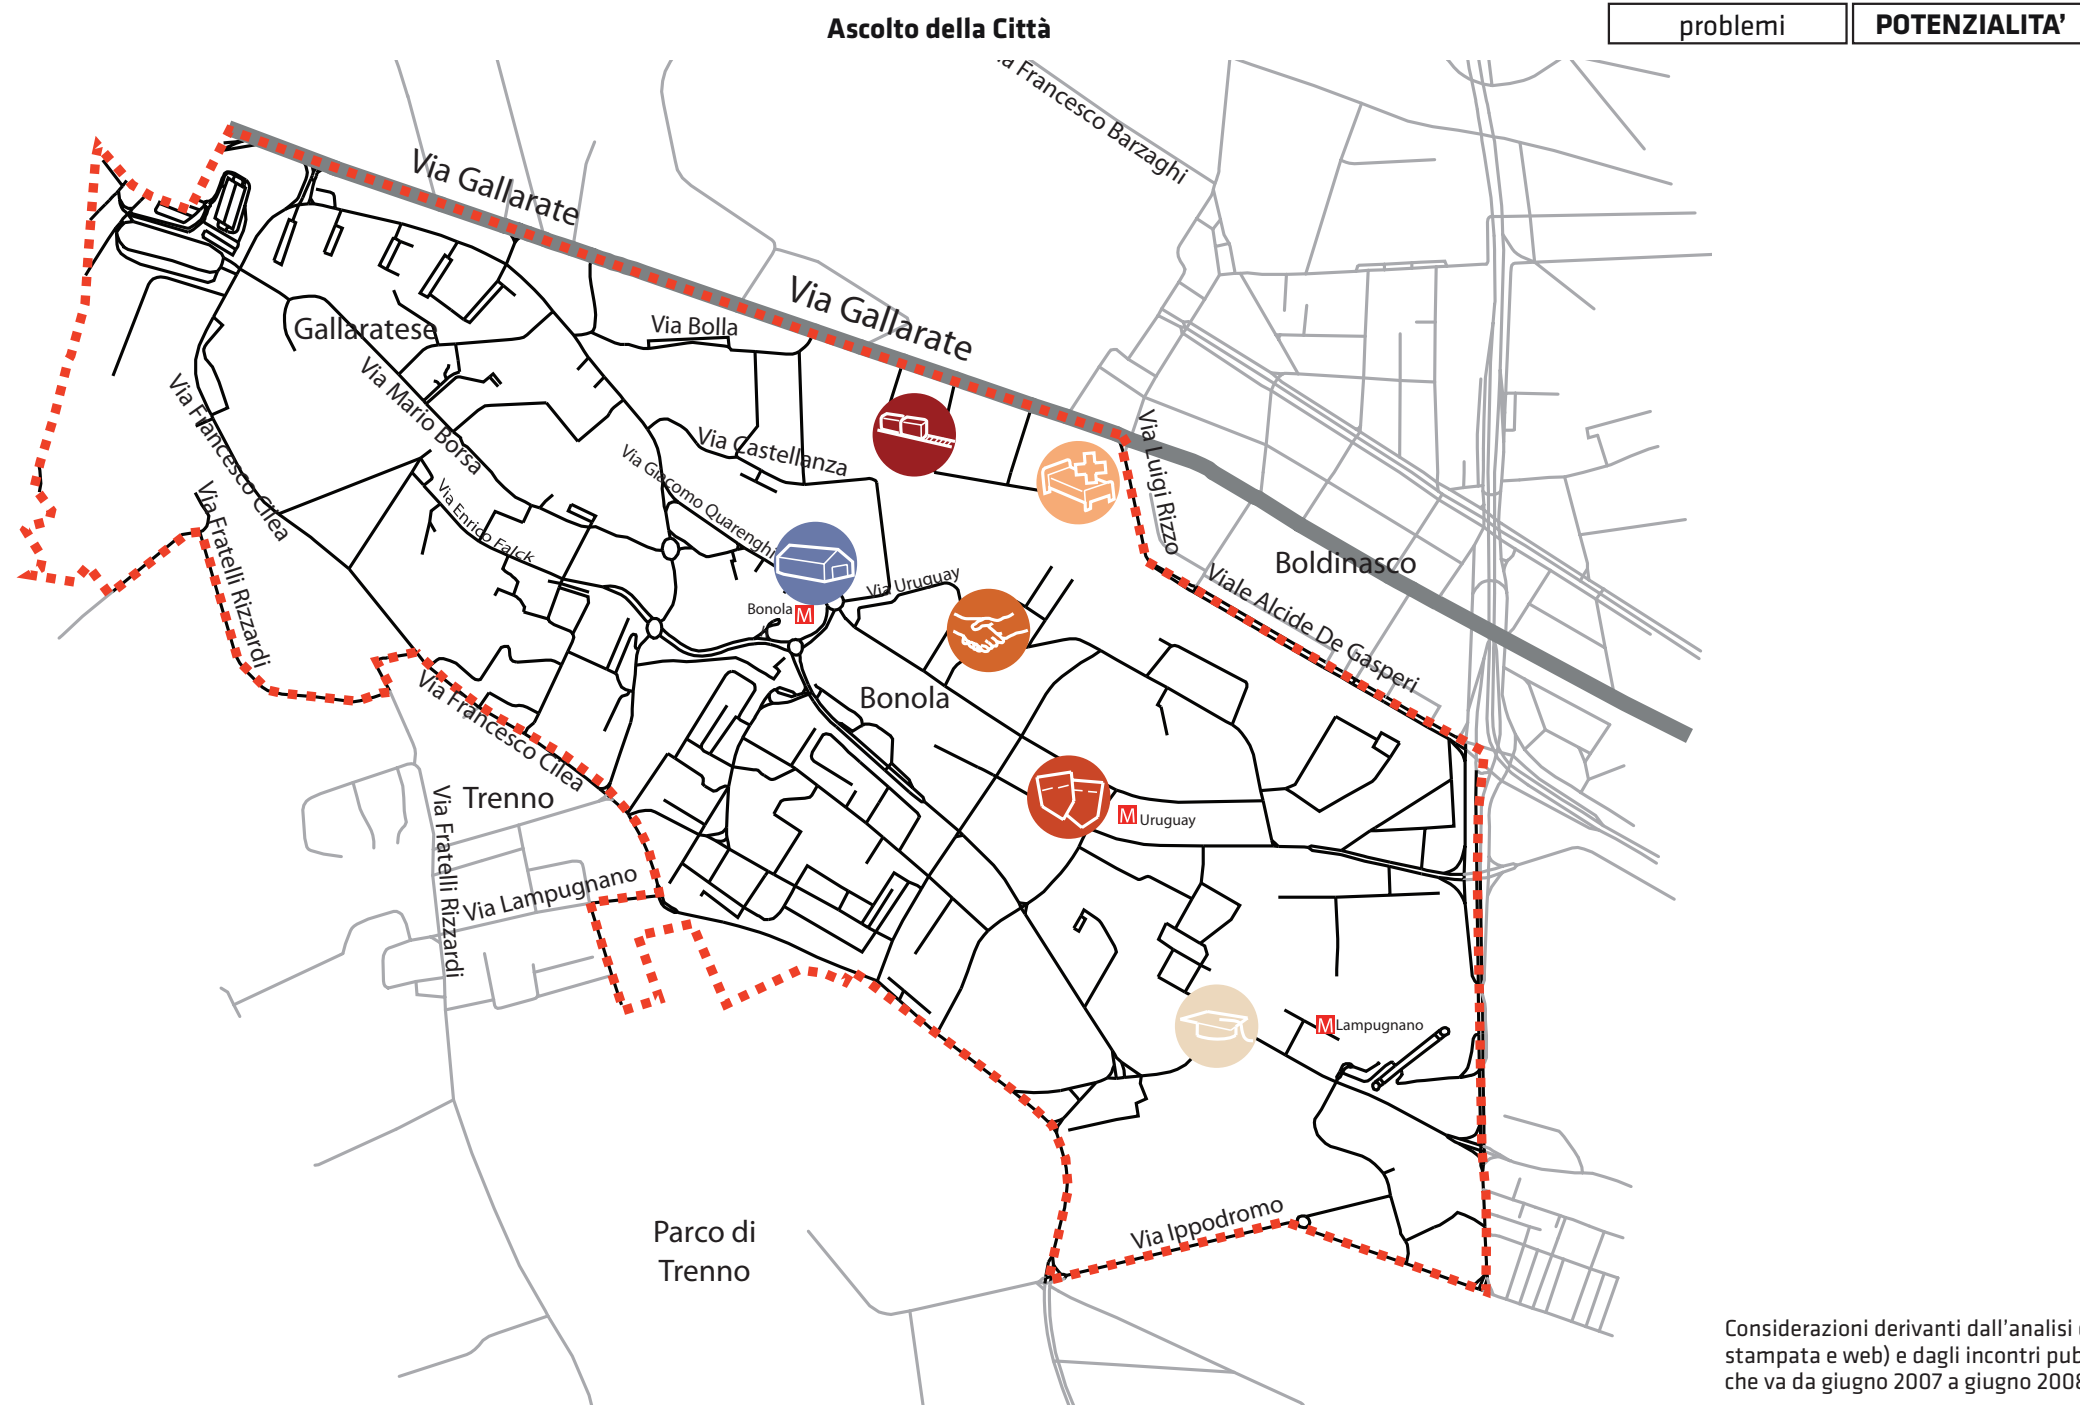 Ascolto della Città
problemi
POTENZIALITA’
Francesco Barzaghi
Via Gallarate
Via Gallarate
Via Bolla
Gallaratese
Via Mario Borsa
Via Francesco Cilea
Via Castellanza
Via Giacomo Quarenghi
Via Luigi Rizzo
Via Enrico Falck
Via Fratelli Rizzardi
Boldinasco
Viale Alcide De Gasperi
Via Uruguay
Bonola
M
Bonola
Via Francesco Cilea
Trenno
Via Fratelli Rizzardi
M
Uruguay
Via Lampugnano
M
Lampugnano
Via Ippodromo
Parco di
Trenno
Considerazioni derivanti dall’analisi
stampata e web) e dagli incontri
che va da giugno 2007 a giugno 2008